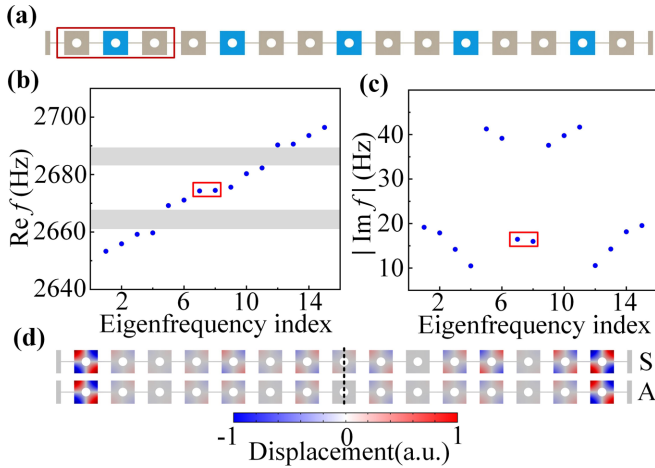 (a)
(b)
(c)
2700
2680
2660
2640
Re f (Hz)
2 6 10 14
Eigenfrequency index
40
30
20
10
| Im f | (Hz)
2 6 10 14
Eigenfrequency index
(d)
S
A
-1 0 1
Displacement(a.u.)